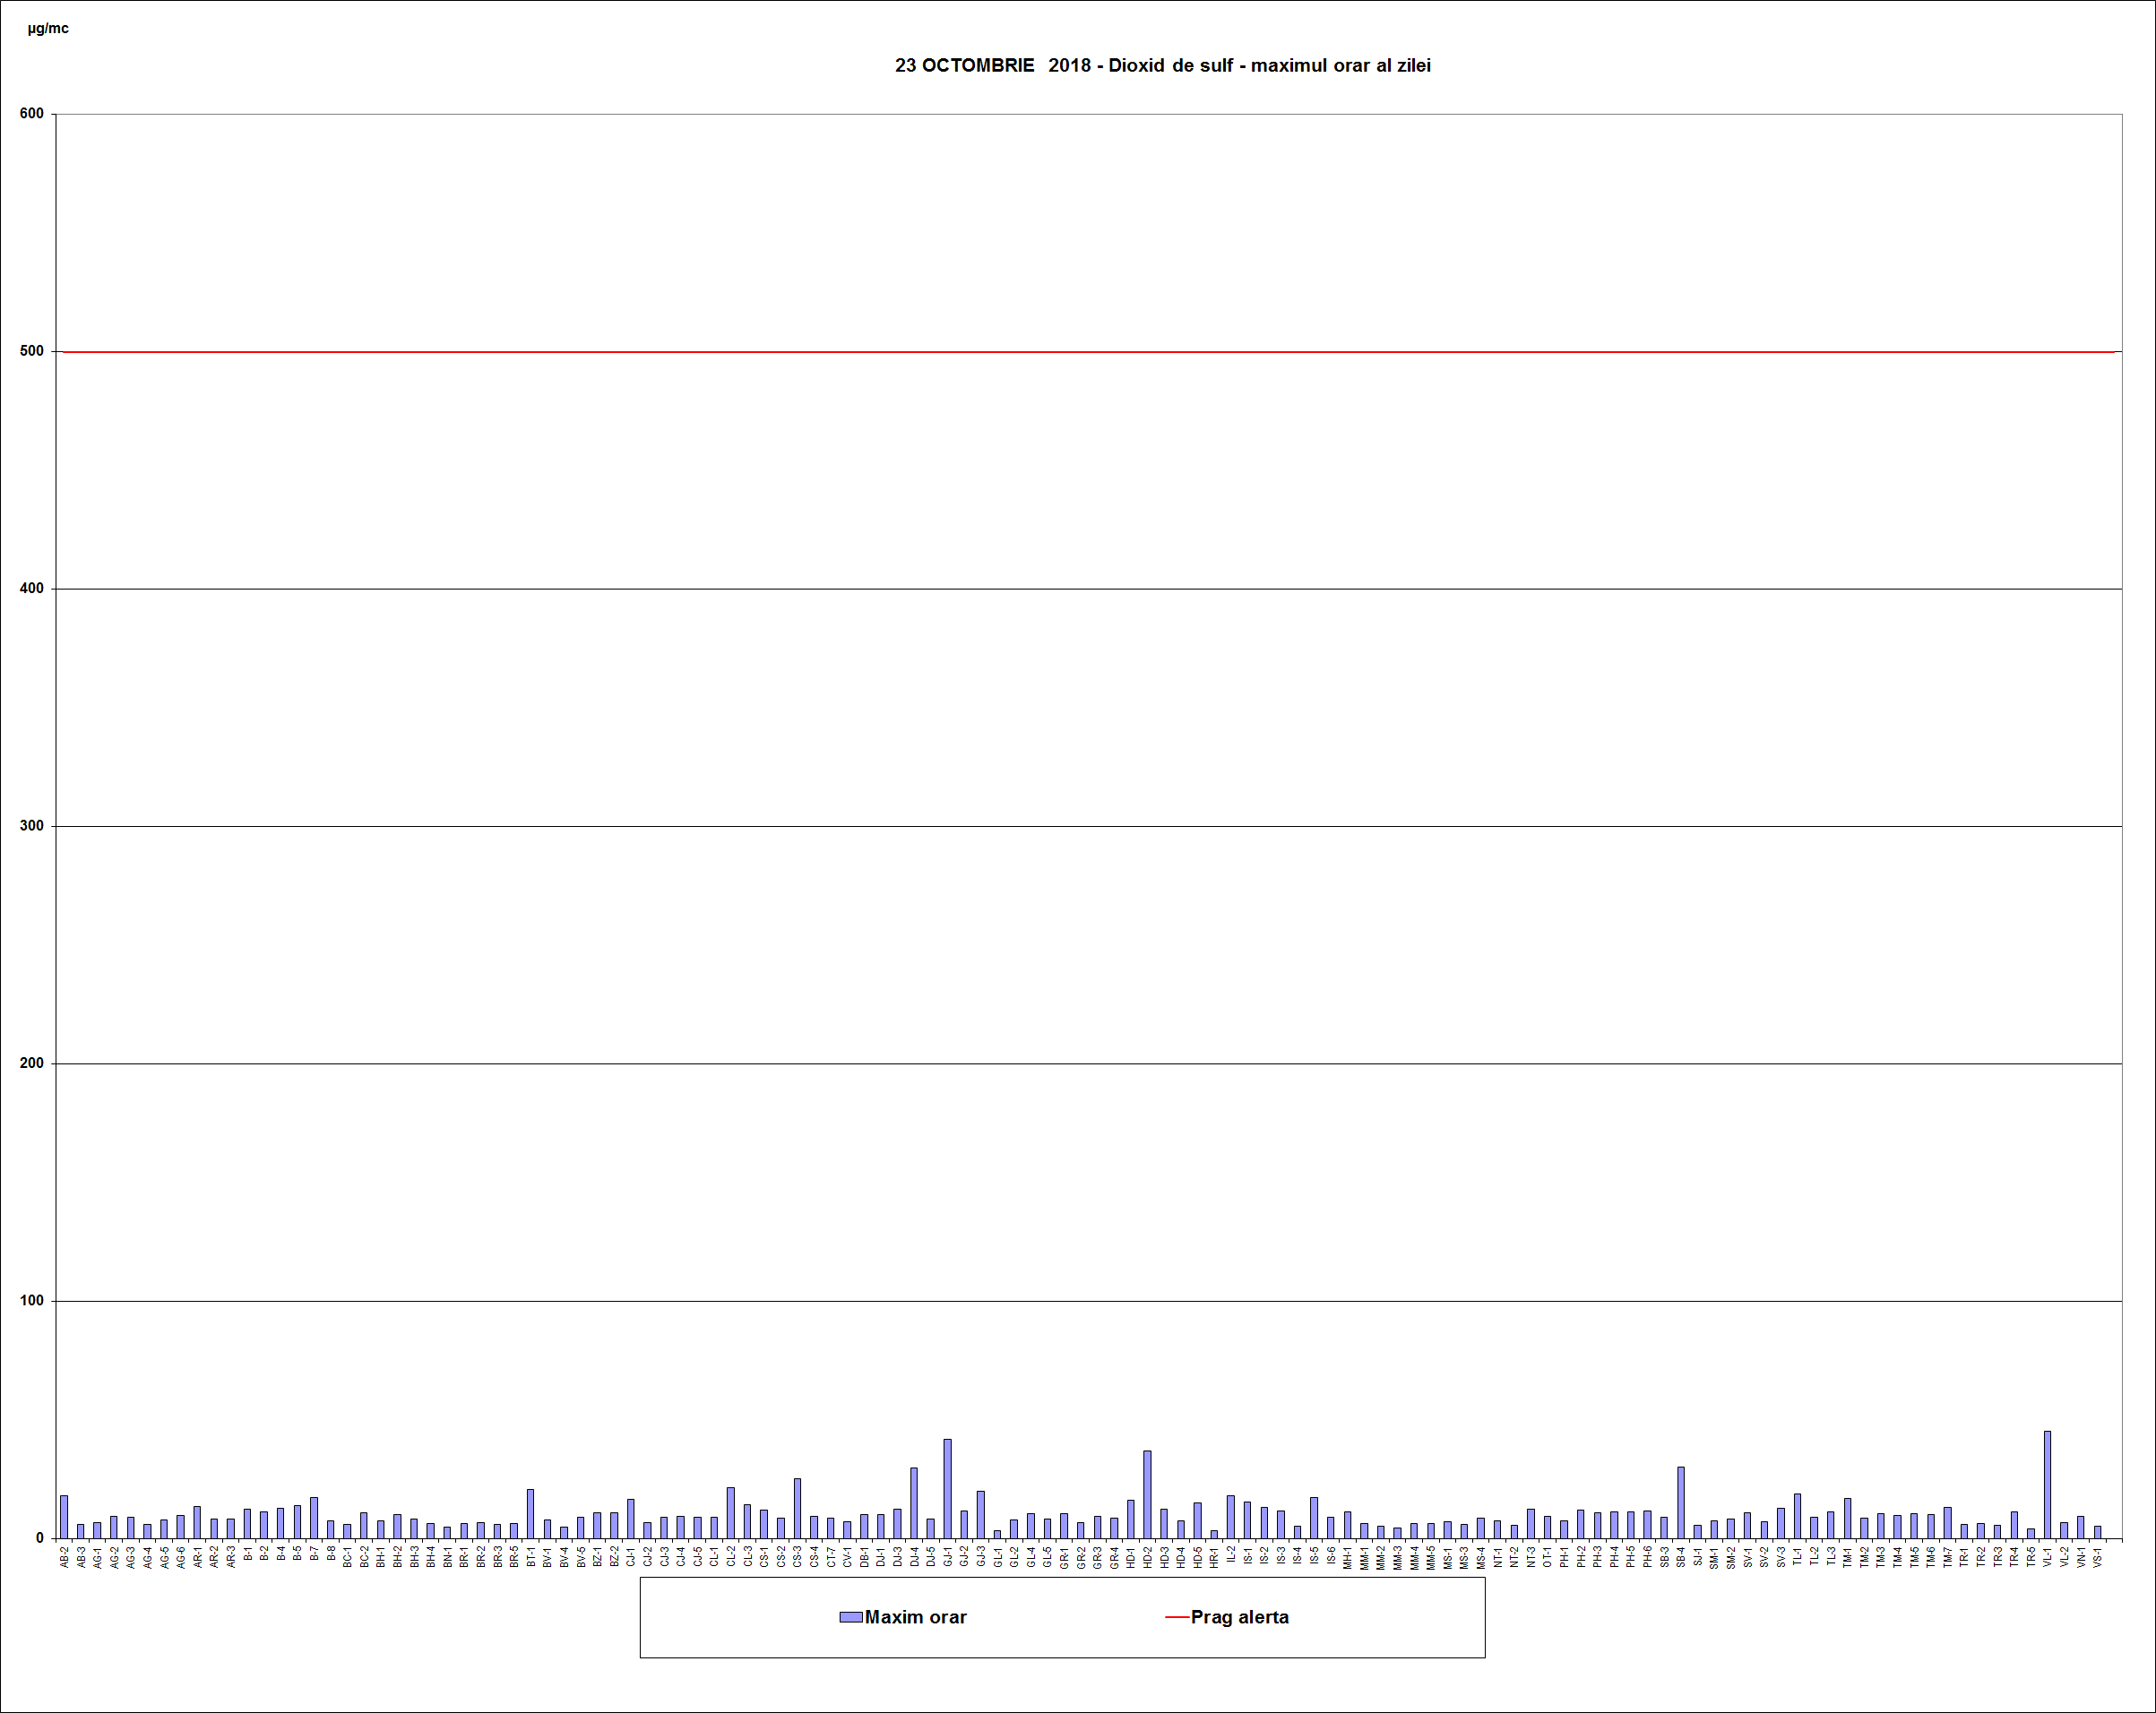 µg/mc
23 OCTOMBRIE 2018 - Dioxid de sulf - maximul orar al zilei
600
500
400
300
200
100
0
AB-2 AB-3 AG-1 AG-2 AG-3 AG-4 AG-5 AG-6 AR-1 AR-2 AR-3 B-1 B-2 B-4 B-5 B-7 B-8 BC-1 BC-2 BH-1 BH-2 BH-3 BH-4 BN-1 BR-1 BR-2 BR-3 BR-5 BT-1 BV-1 BV-4 BV-5 BZ-1 BZ-2 CJ-1 CJ-2 CJ-3 CJ-4 CJ-5 CL-1 CL-2 CL-3 CS-1 CS-2 CS-3 CS-4 CT-7 CV-1 DB-1 DJ-1 DJ-3 DJ-4 DJ-5 GJ-1 GJ-2 GJ-3 GL-1 GL-2 GL-4 GL-5 GR-1 GR-2 GR-3 GR-4 HD-1 HD-2 HD-3 HD-4 HD-5 HR-1 IL-2 IS-1 IS-2 IS-3 IS-4 IS-5 IS-6 MH-1 MM-1 MM-2 MM-3 MM-4 MM-5 MS-1 MS-3 MS-4 NT-1 NT-2 NT-3 OT-1 PH-1 PH-2 PH-3 PH-4 PH-5 PH-6 SB-3 SB-4 SJ-1 SM-1 SM-2 SV-1 SV-2 SV-3 TL-1 TL-2 TL-3 TM-1 TM-2 TM-3 TM-4 TM-5 TM-6 TM-7 TR-1 TR-2 TR-3 TR-4 TR-5 VL-1 VL-2 VN-1 VS-1
Maxim orar Prag alerta